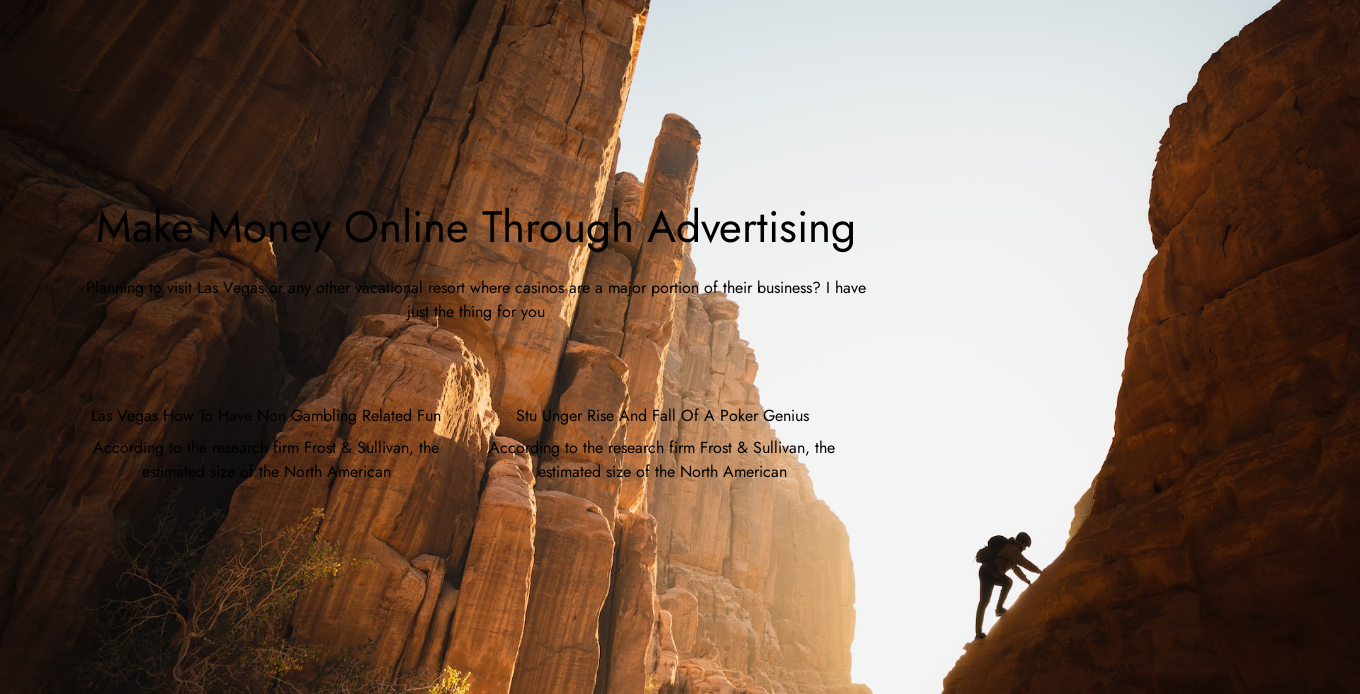 Make Money Online Through Advertising
Planning to visit Las Vegas or any other vacational resort where casinos are a major portion of their business? I have
just the thing for you
Las Vegas How To Have Non Gambling Related Fun
According to the research firm Frost & Sullivan, the
estimated size of the North American
Stu Unger Rise And Fall Of A Poker Genius
According to the research firm Frost & Sullivan, the
estimated size of the North American